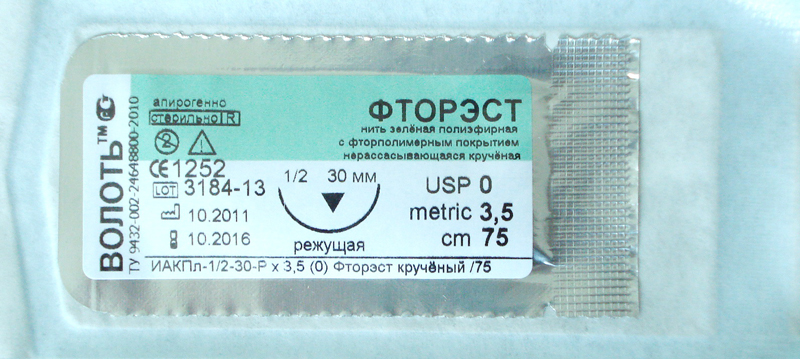 ВОЛОТЬ™
ТУ 9432-002-24648800-2010
апирогенно
стерильно R
CE 1252
LOT 3184-13
10.2011
10.2016
1/2 30 мм
режущая
ФТОРЭСТ
нить зелёная полиэфирная
с фторполимерным покрытием
нерассасывающаяся кручёная
USP 0
metric 3,5
cm 75
ИАКПл-1/2-30-Р х 3,5 (0) Фторэст кручёный /75